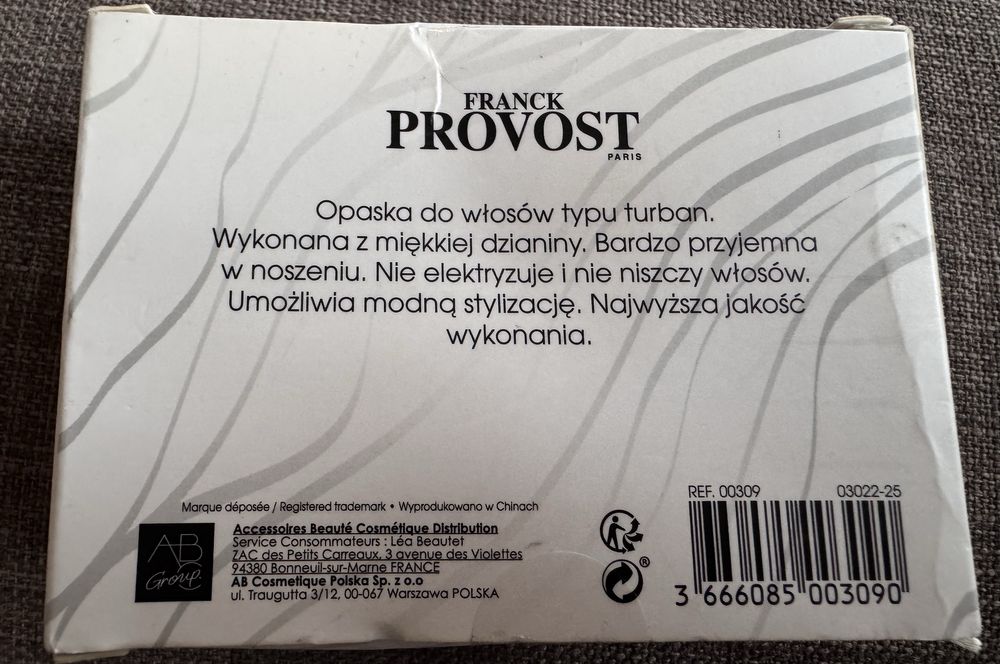 FRANCK
PROVOST
PARIS
Opaska do włosów typu turban.
Wykonana z miękkiej dzianiny. Bardzo przyjemna
w noszeniu. Nie elektryzuje i nie niszczy włosów.
Umożliwia modną stylizację. Najwyższa jakość
wykonania.
Marque déposée / Registered trademark • Wyprodukowano w Chinach
AB
Group.
Accessoires Beauté Cosmétique Distribution
Service Consommateurs : Léa Beautet
ZAC des Petits Carreaux, 3 avenue des Violettes
94380 Bonneuil-sur-Marne FRANCE
AB Cosmetique Polska Sp. z o.o
ul. Traugutta 3/12, 00-067 Warszawa POLSKA
®
REF. 00309 03022-25
3 666085 003090